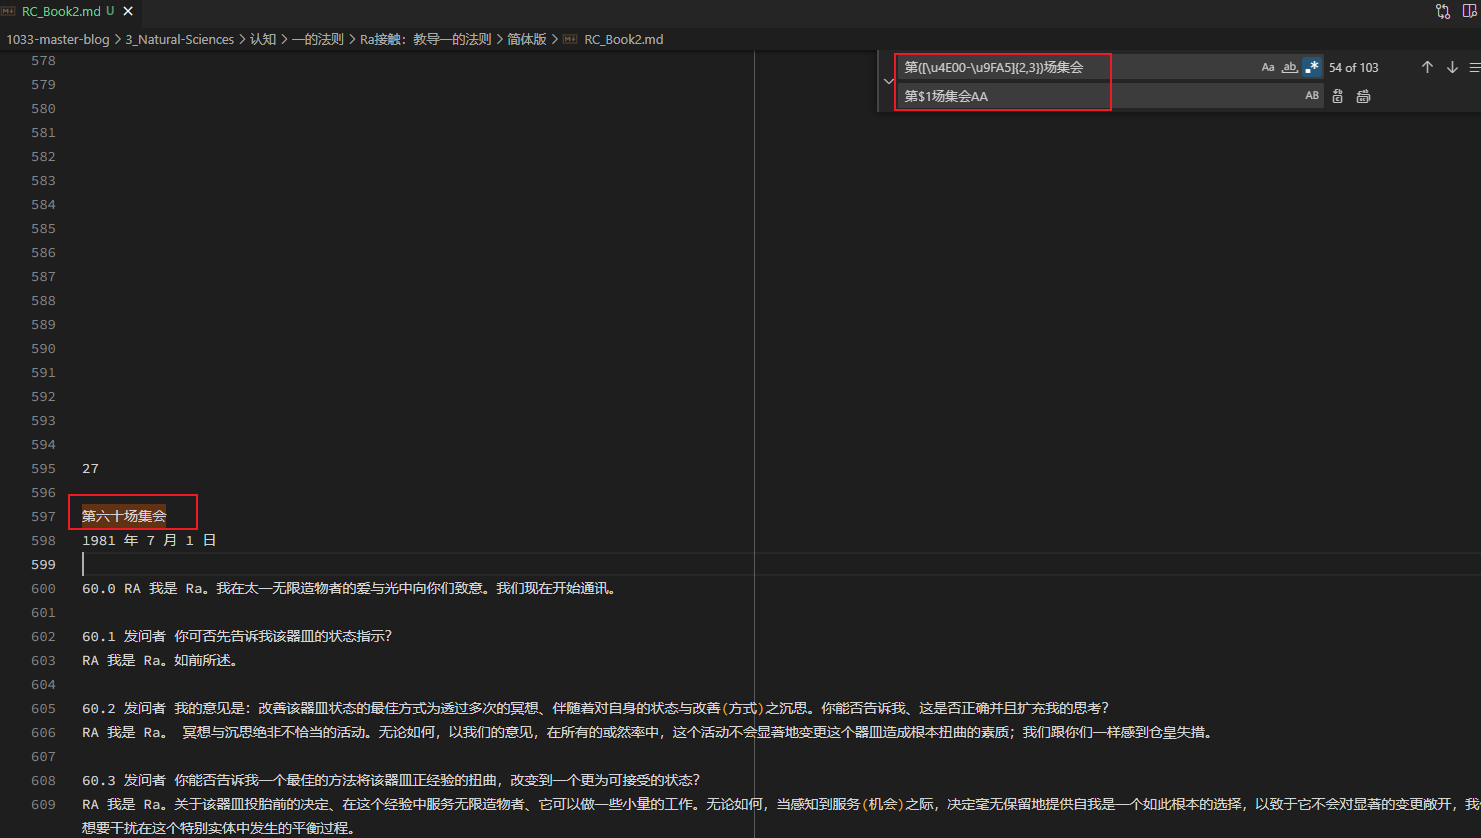 RC_Book2.md U
1033-master-blog > 3_Natural-Sciences > 认知 > 一的法则 > Ra接触：教导一的法则 > 简体版 > RC_Book2.md
第([\u4E00-\u9FA5]{2,3})场集会 Aa ab 54 of 103
第$1场集会AA AB
578
579
580
581
582
583
584
585
586
587
588
589
590
591
592
593
594
595 27
596
597 第六十场集会
598 1981 年 7 月 1 日
599
600 60.0 RA 我是 Ra。我在太一无限造物者的爱与光中向你们致意。我们现在开始通讯。
601
602 60.1 发问者 你可否先告诉我该器皿的状态指示？
603 RA 我是 Ra。如前所述。
604
605 60.2 发问者 我的意见是：改善该器皿状态的最佳方式为透过多次的冥想、伴随着对自身的状态与改善(方式)之沉思。你能否告诉我、这是否正确并且扩充我的思考？
606 RA 我是 Ra。 冥想与沉思绝非不恰当的活动。无论如何，以我们的意见，在所有的或然率中，这个活动不会显著地变更这个器皿造成根本扭曲的素质；我们跟你们一样感到仓皇失措。
607
608 60.3 发问者 你能否告诉我一个最佳的方法将该器皿正经验的扭曲，改变到一个更为可接受的状态？
609 RA 我是 Ra。关于该器皿投胎前的决定、在这个经验中服务无限造物者、它可以做一些小量的工作。无论如何，当感知到服务(机会)之际，决定毫无保留地提供自我是一个如此根本的选择，以致于它不会对显著的变更敞开，我
想要干扰在这个特别实体中发生的平衡过程。